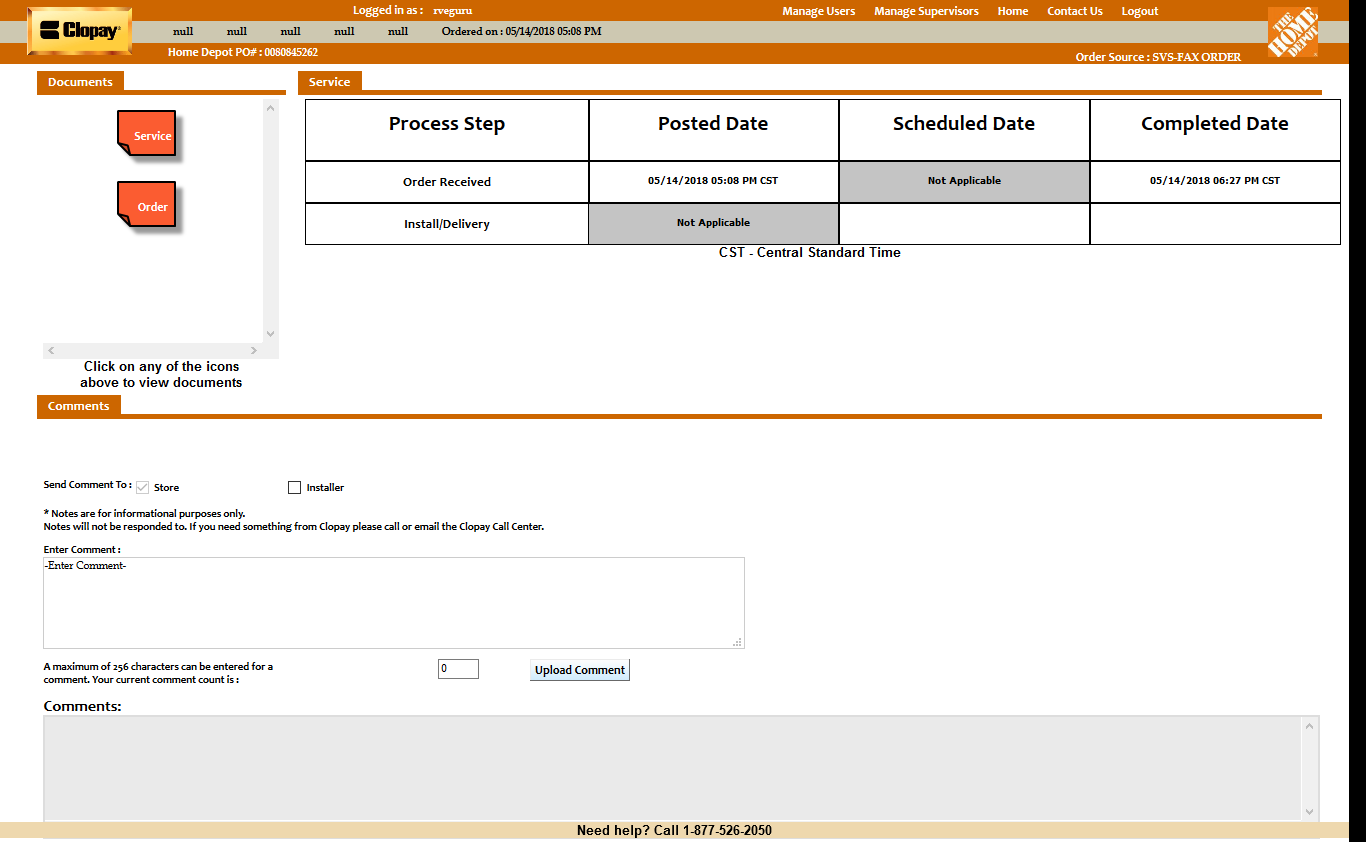 Logged in as : rveguru
Manage Users Manage Supervisors Home Contact Us Logout
Clopay
null null null null null Ordered on : 05/14/2018 05:08 PM
THE HOME DEPOT
Home Depot PO# : 0080845262
Order Source : SVS-FAX ORDER
Documents
Service
Order
Click on any of the icons
above to view documents
Service
Process Step Posted Date Scheduled Date Completed Date
Order Received 05/14/2018 05:08 PM CST Not Applicable 05/14/2018 06:27 PM CST
Install/Delivery Not Applicable
CST - Central Standard Time
Comments
Send Comment To : Store Installer
* Notes are for informational purposes only.
Notes will not be responded to. If you need something from Clopay please call or email the Clopay Call Center.
Enter Comment :
-Enter Comment-
A maximum of 256 characters can be entered for a
comment. Your current comment count is :
0
Upload Comment
Comments:
Need help? Call 1-877-526-2050